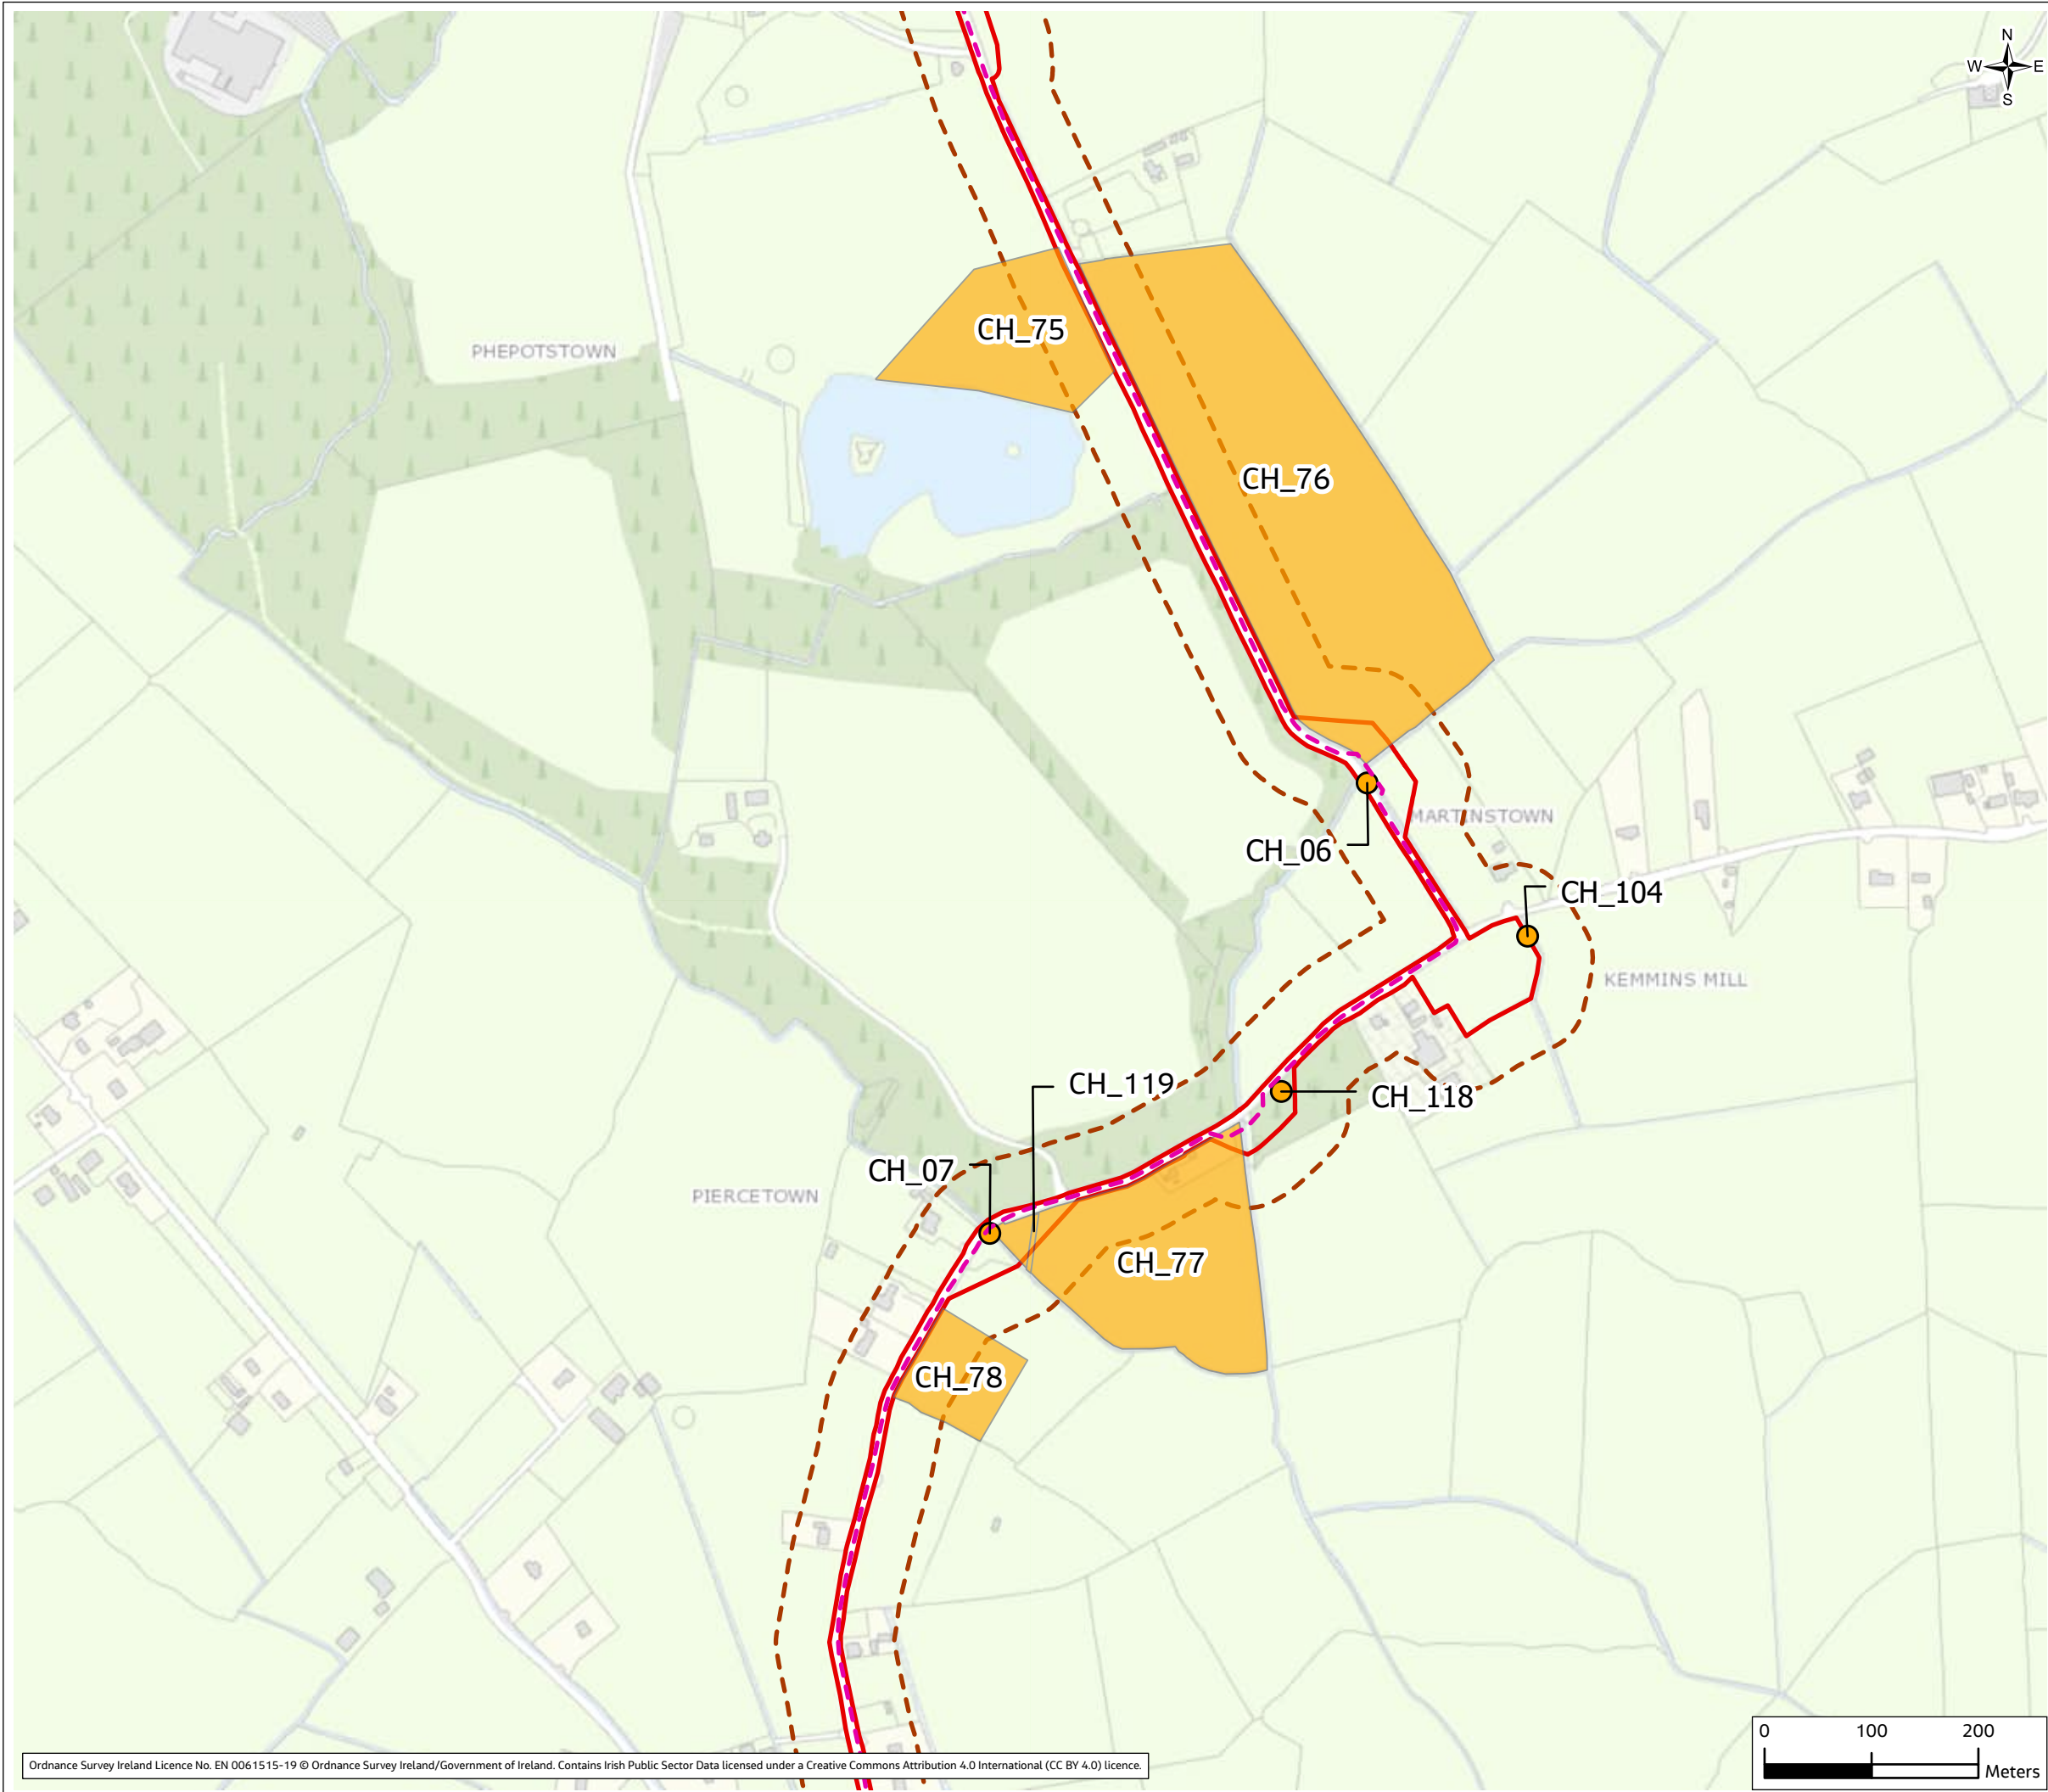 N
W E
S
CH_75
PHEPOTSTOWN
CH_76
MARTINSTOWN
CH_06
CH_104
KEMMINS MILL
CH_119
CH_118
CH_07
PIERCETOWN
CH_77
CH_78
0 100 200
Meters
Ordnance Survey Ireland Licence No. EN 0061515-19 © Ordnance Survey Ireland/Government of Ireland. Contains Irish Public Sector Data licensed under a Creative Commons Attribution 4.0 International (CC BY 4.0) licence.